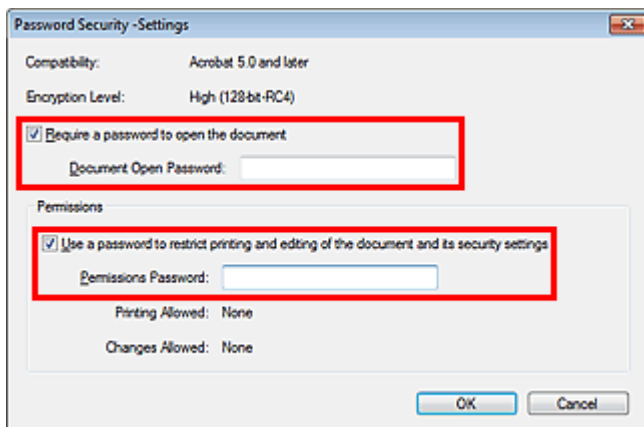 Password Security -Settings
Compatibility: Acrobat 5.0 and later
Encryption Level: High (128-bit-RC4)
Require a password to open the document
Document Open Password:
Permissions
Use a password to restrict printing and editing of the document and its security settings
Permissions Password:
Printing Allowed: None
Changes Allowed: None
OK Cancel